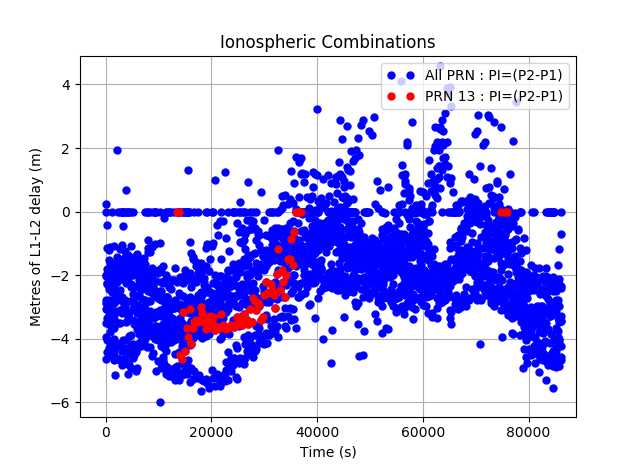 Ionospheric Combinations
All PRN : PI=(P2-P1)
PRN 13 : PI=(P2-P1)
Metres of L1-L2 delay (m)
4
2
0
−2
−4
−6
0 20000 40000 60000 80000
Time (s)